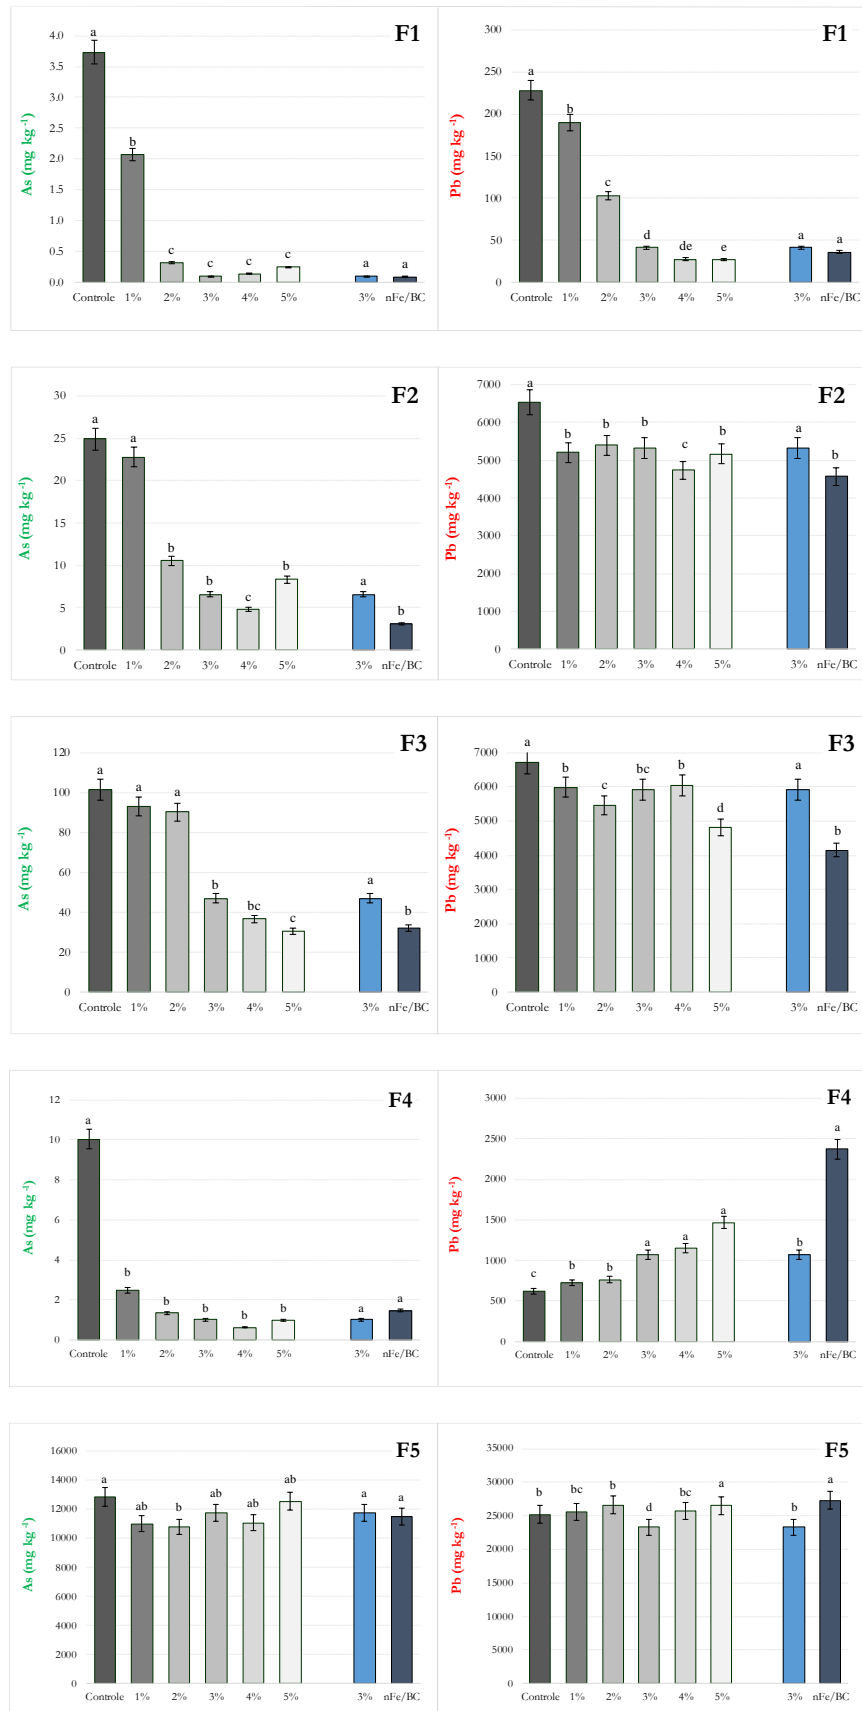 F1
As (mg kg-1)
4.0
3.5
3.0
2.5
2.0
1.5
1.0
0.5
0.0
a
b
c
c
c
c
a
a
Controle 1% 2% 3% 4% 5% 3% nFe/BC
F1
Pb (mg kg-1)
300
250
200
150
100
50
0
a
b
c
d
de
e
a
a
Controle 1% 2% 3% 4% 5% 3% nFe/BC
F2
As (mg kg-1)
30
25
20
15
10
5
0
a
a
b
b
c
b
a
b
Controle 1% 2% 3% 4% 5% 3% nFe/BC
F2
Pb (mg kg-1)
7000
6000
5000
4000
3000
2000
1000
0
a
b
b
b
c
b
a
b
Controle 1% 2% 3% 4% 5% 3% nFe/BC
F3
As (mg kg-1)
120
100
80
60
40
20
0
a
a
a
b
bc
c
a
b
Controle 1% 2% 3% 4% 5% 3% nFe/BC
F3
Pb (mg kg-1)
7000
6000
5000
4000
3000
2000
1000
0
a
b
c
bc
b
d
a
b
Controle 1% 2% 3% 4% 5% 3% nFe/BC
F4
As (mg kg-1)
12
10
8
6
4
2
0
a
b
b
b
b
b
a
a
Controle 1% 2% 3% 4% 5% 3% nFe/BC
F4
Pb (mg kg-1)
3000
2500
2000
1500
1000
500
0
c
b
b
a
a
a
b
a
Controle 1% 2% 3% 4% 5% 3% nFe/BC
F5
As (mg kg-1)
16000
14000
12000
10000
8000
6000
4000
2000
0
a
ab
b
ab
ab
ab
a
a
Controle 1% 2% 3% 4% 5% 3% nFe/BC
F5
Pb (mg kg-1)
35000
30000
25000
20000
15000
10000
5000
0
b
bc
b
d
bc
a
b
a
Controle 1% 2% 3% 4% 5% 3% nFe/BC